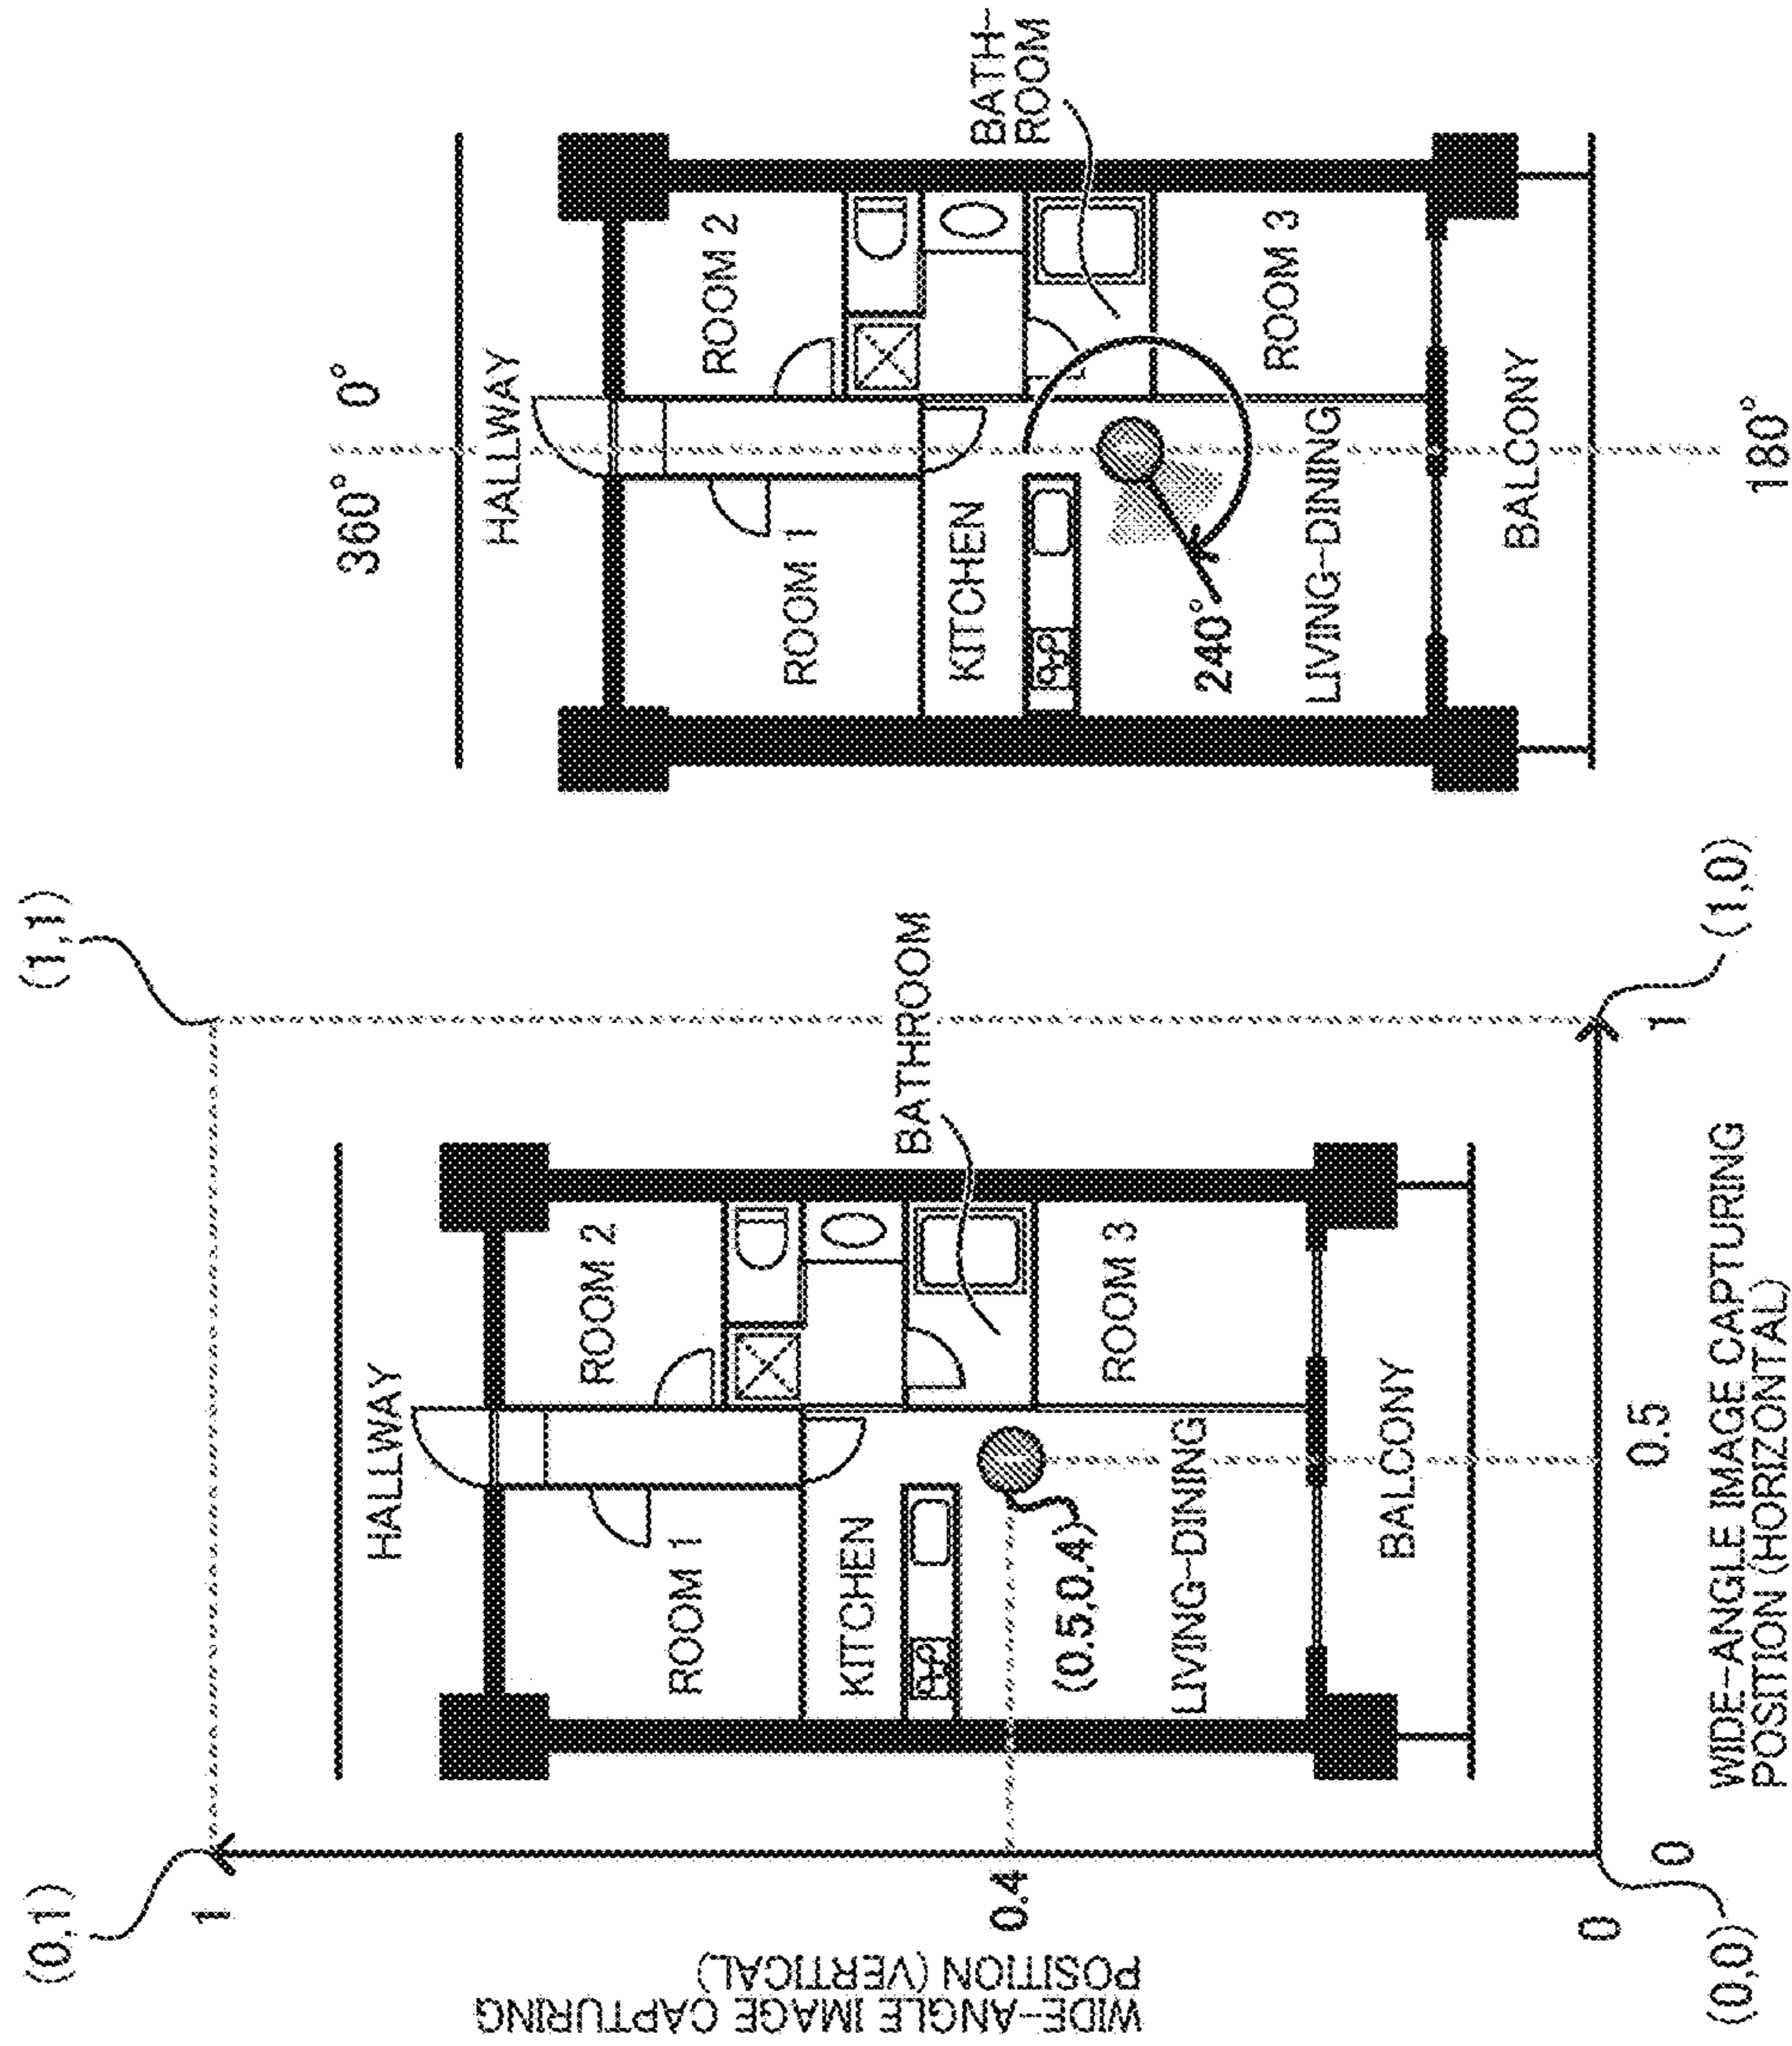 (0,1)
(1,1)
1
HALLWAY
ROOM 1
ROOM 2
KITCHEN
BATHROOM
0.4
(0.5,0.4)
LIVING-DINING
ROOM 3
BALCONY
0
(0,0)
0
0.5
1
(1,0)
WIDE-ANGLE IMAGE CAPTURING
POSITION (VERTICAL)
WIDE-ANGLE IMAGE CAPTURING
POSITION (HORIZONTAL)
360°
0°
HALLWAY
ROOM 1
ROOM 2
KITCHEN
BATH-
ROOM
240°
LIVING-DINING
ROOM 3
BALCONY
180°